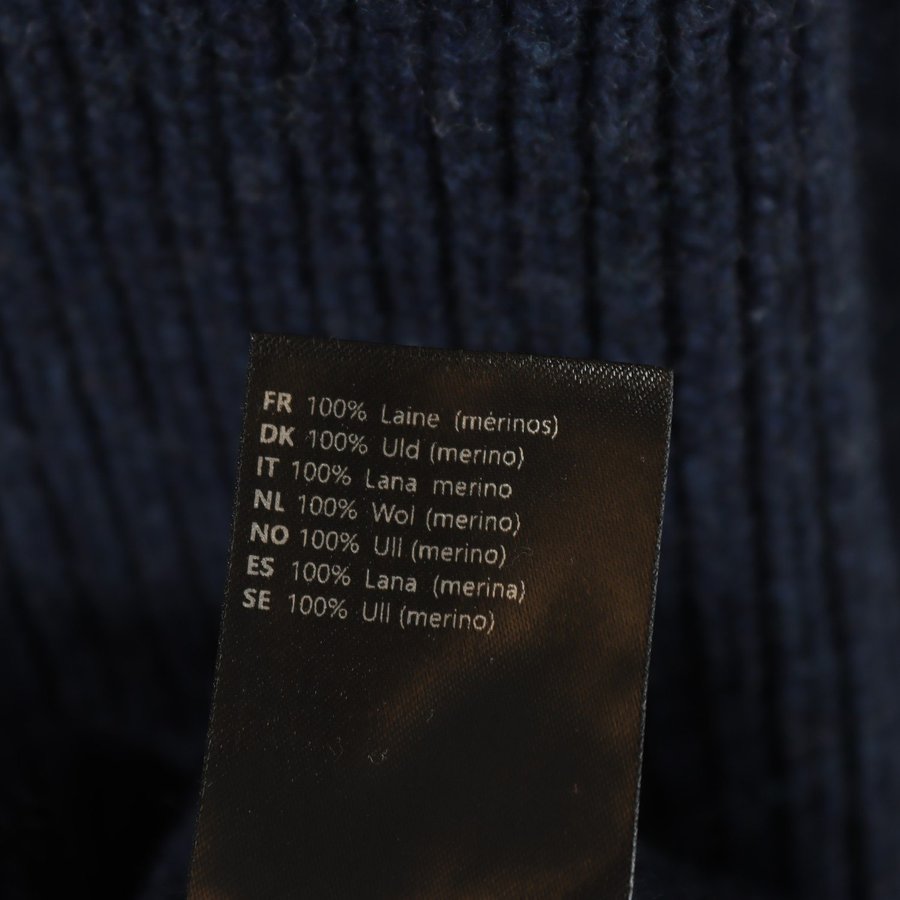 FR 100% Laine (mérinos)
DK 100% Uld (merino)
IT 100% Lana merino
NL 100% Wol (merino)
NO 100% Ull (merino)
ES 100% Lana (merina)
SE 100% Ull (merino)